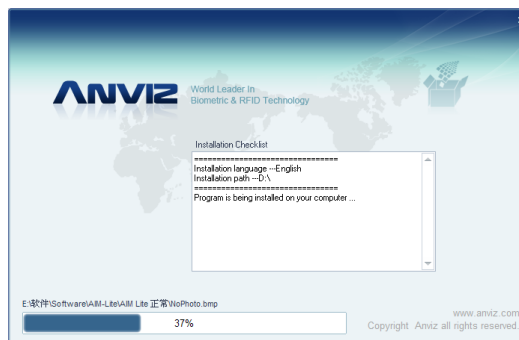 ANVIZ
World Leader In
Biometric & RFID Technology
Installation Checklist
================================
Installation language ---English
Installation path ---D:\
================================
Program is being installed on your computer ...
E:\软件\Software\AIM-Lite\AIM Lite 正常\NoPhoto.bmp
37%
www.anviz.com
Copyright Anviz all rights reserved.